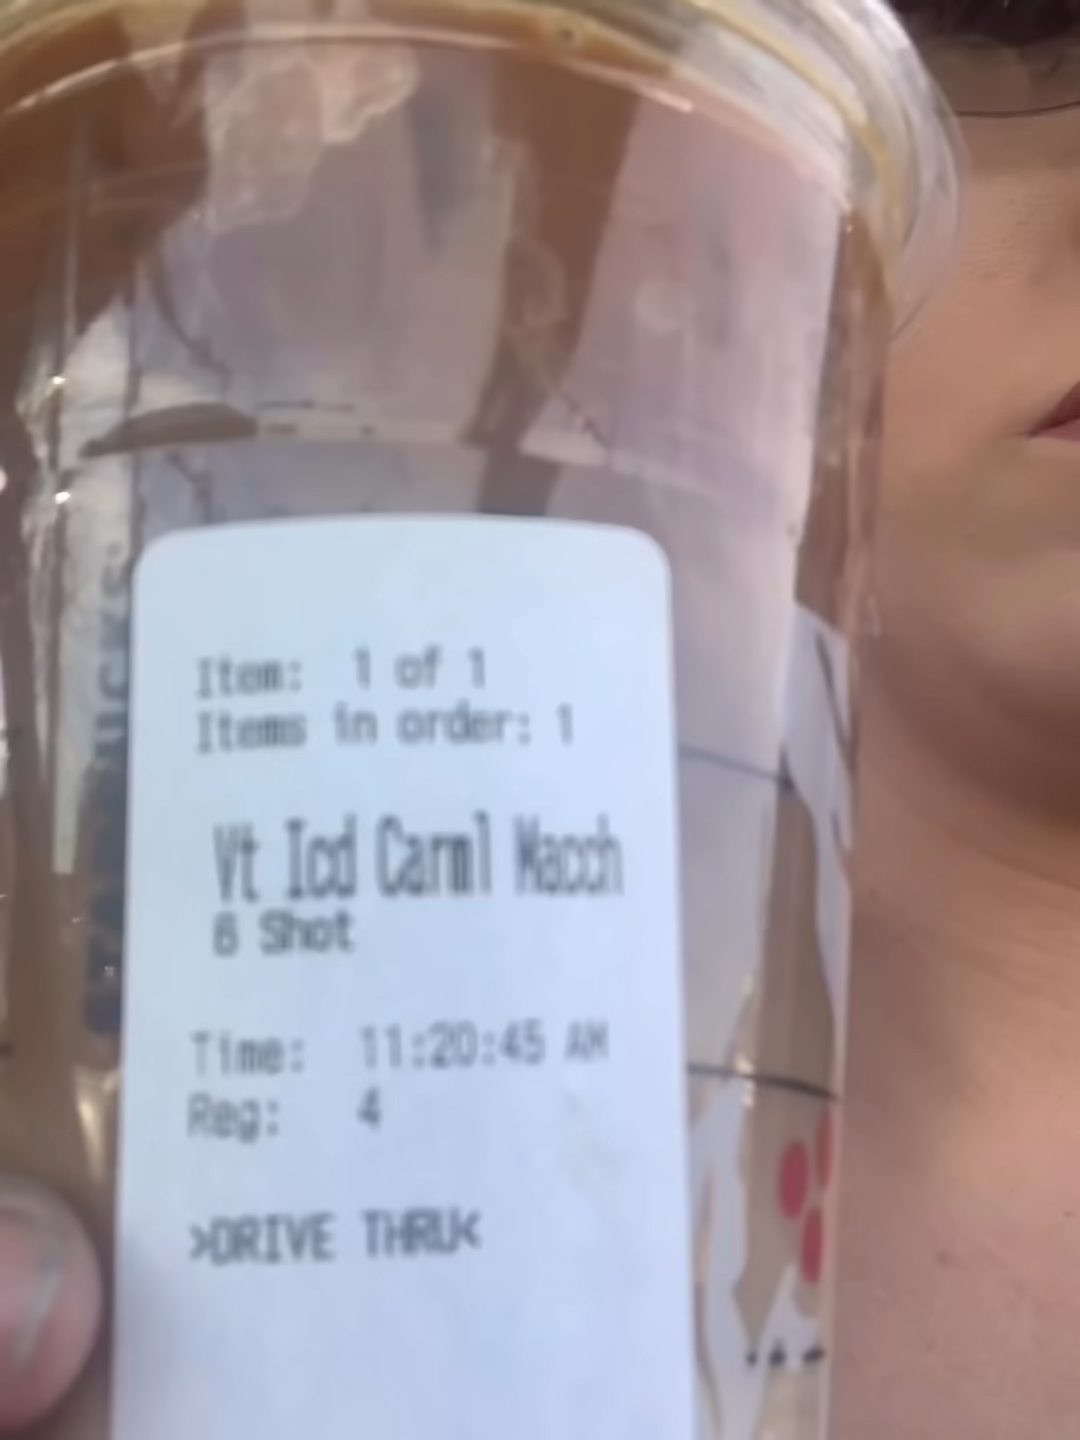 Item: 1 of 1
Items in order: 1
Vt Icd Carml Macch
6 Shot
Time: 11:20:45 AM
Reg: 4
>DRIVE THRU<